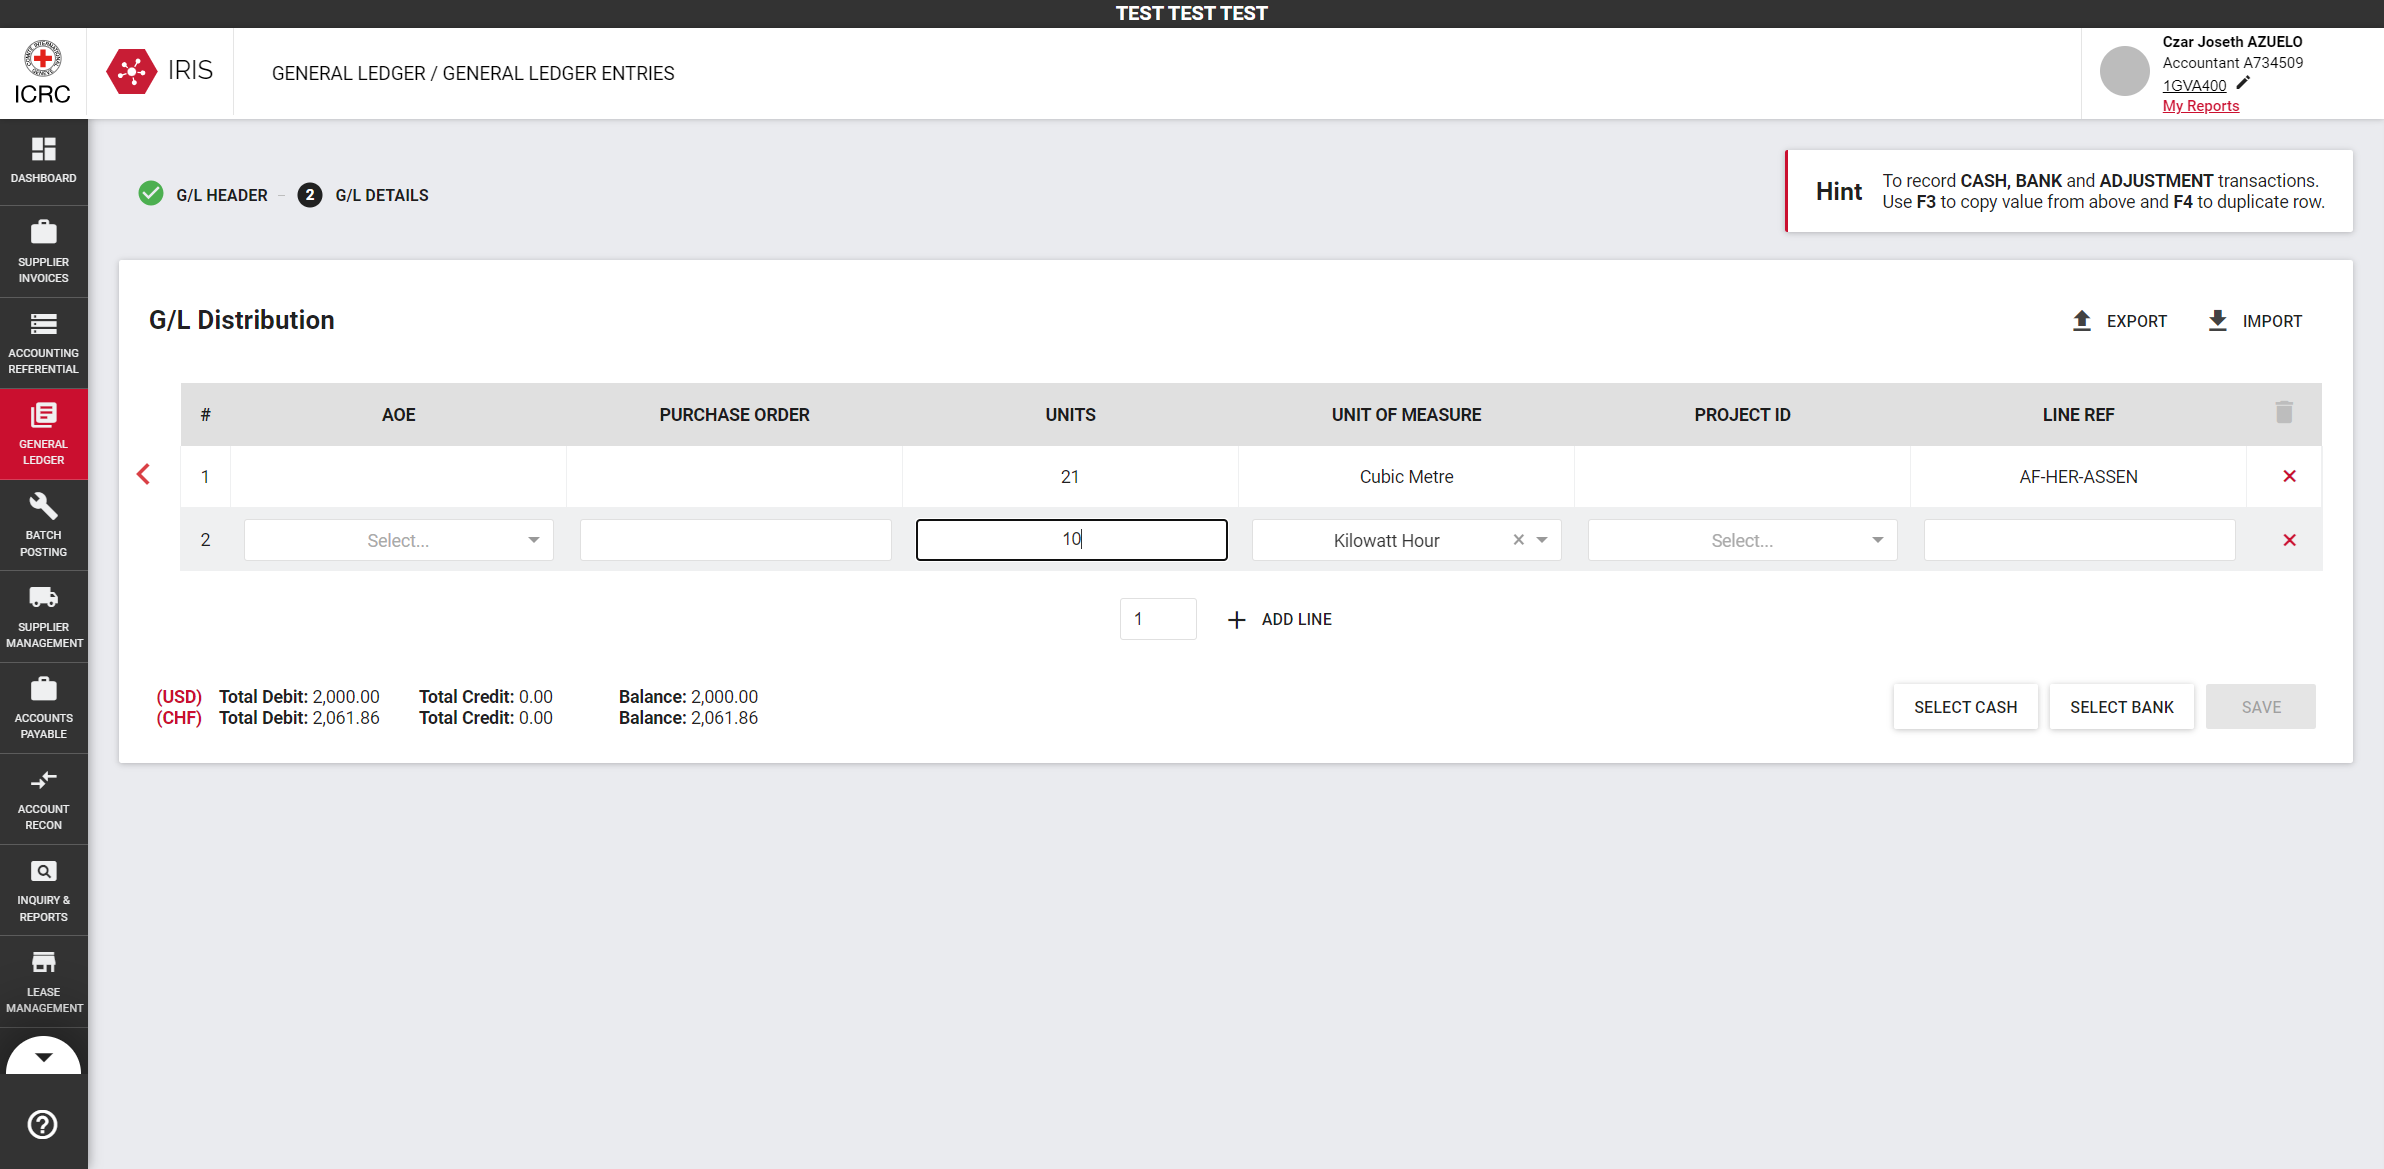 TEST TEST TEST
ICRC
IRIS
GENERAL LEDGER / GENERAL LEDGER ENTRIES
Czar Joseth AZUELO
Accountant A734509
1GVA400
My Reports
DASHBOARD
SUPPLIER
INVOICES
ACCOUNTING
REFERENTIAL
GENERAL
LEDGER
BATCH
POSTING
SUPPLIER
MANAGEMENT
ACCOUNTS
PAYABLE
ACCOUNT
RECON
INQUIRY &
REPORTS
LEASE
MANAGEMENT
G/L HEADER – 2 G/L DETAILS
Hint
To record CASH, BANK and ADJUSTMENT transactions.
Use F3 to copy value from above and F4 to duplicate row.
G/L Distribution
EXPORT IMPORT
# AOE PURCHASE ORDER UNITS UNIT OF MEASURE PROJECT ID LINE REF
1 21 Cubic Metre AF-HER-ASSEN
2 Select... 10 Kilowatt Hour Select...
1 + ADD LINE
(USD) Total Debit: 2,000.00 Total Credit: 0.00 Balance: 2,000.00
(CHF) Total Debit: 2,061.86 Total Credit: 0.00 Balance: 2,061.86
SELECT CASH SELECT BANK SAVE